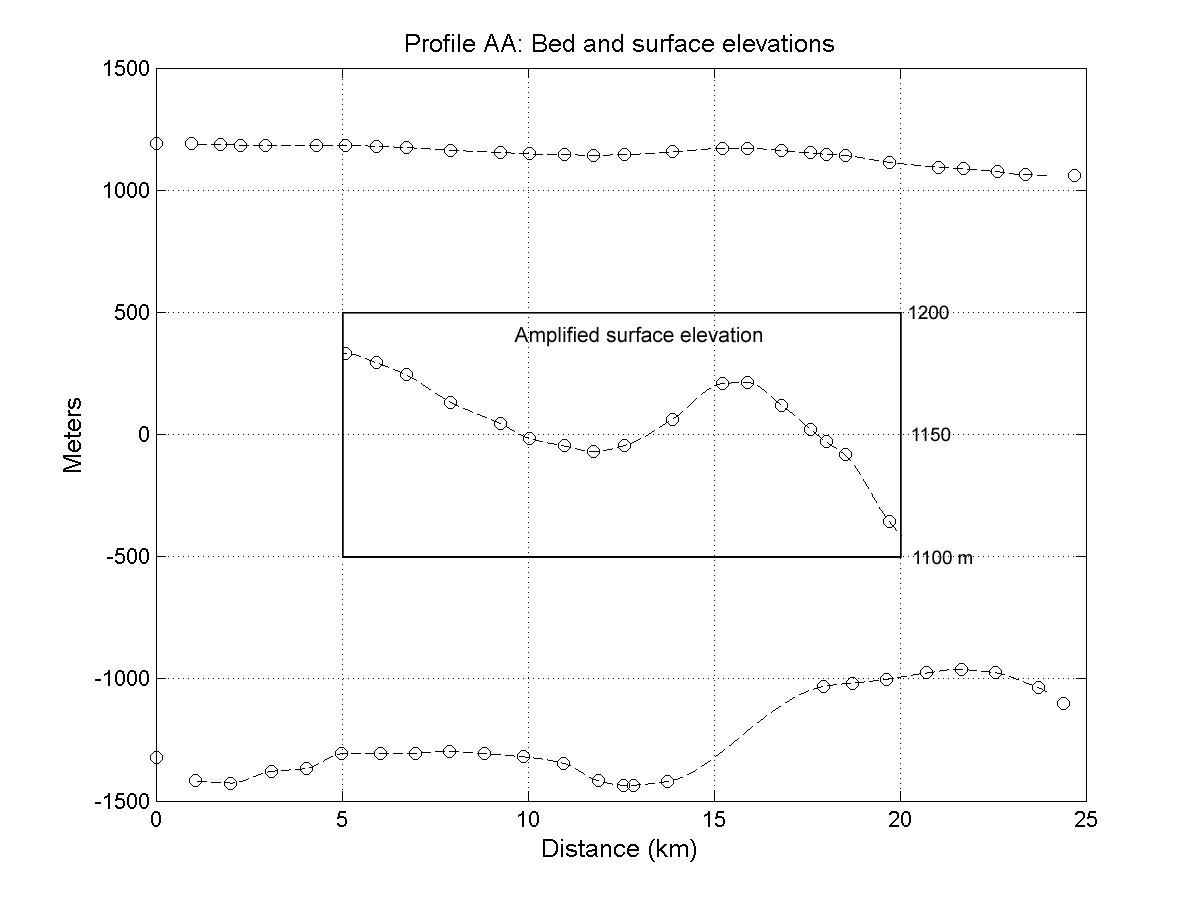 Profile AA: Bed and surface elevations
1500
1000
500
0
-500
-1000
-1500
Meters
Amplified surface elevation
1200
1150
1100 m
0 5 10 15 20 25
Distance (km)